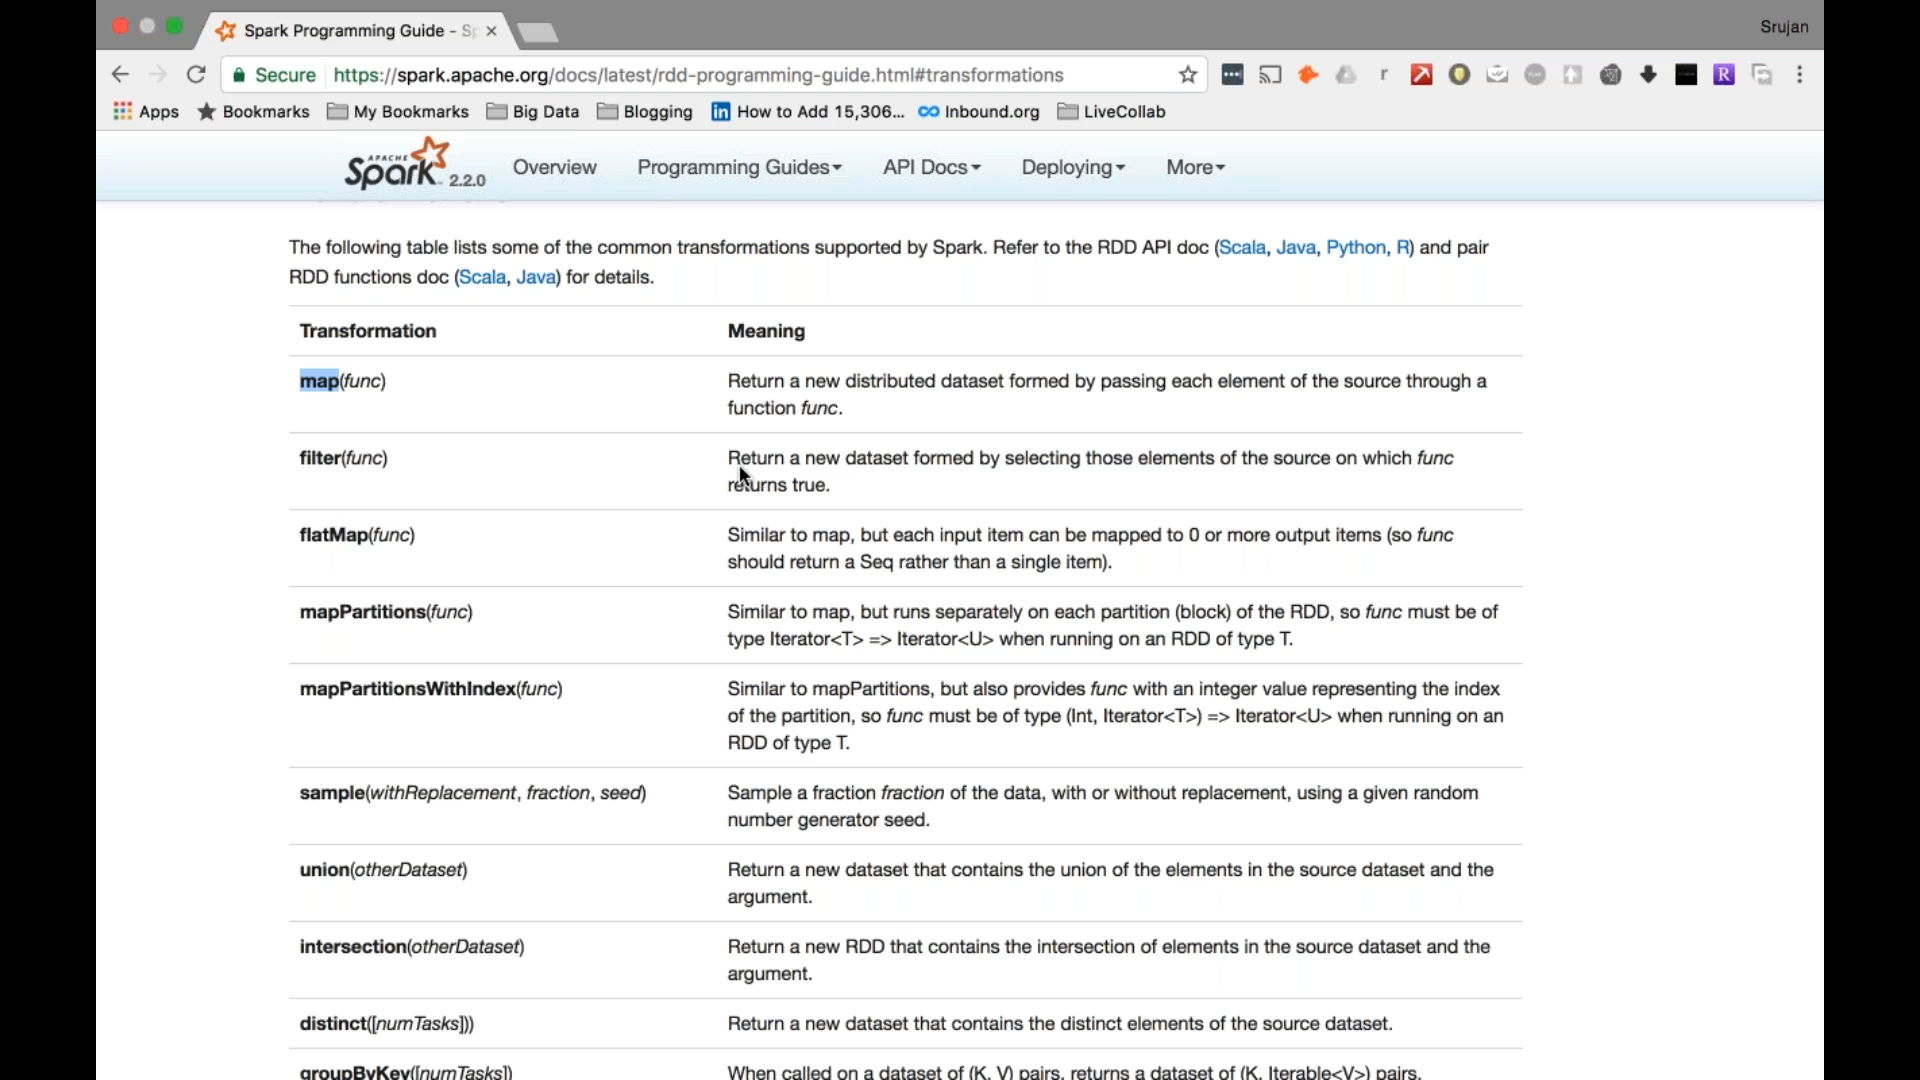 Spark Programming Guide - Sp
Srujan
Secure https://spark.apache.org/docs/latest/rdd-programming-guide.html#transformations
Apps Bookmarks My Bookmarks Big Data Blogging in How to Add 15,306... Inbound.org LiveCollab
APACHE Spark 2.2.0 Overview Programming Guides API Docs Deploying More
The following table lists some of the common transformations supported by Spark. Refer to the RDD API doc (Scala, Java, Python, R) and pair
RDD functions doc (Scala, Java) for details.
Transformation Meaning
map(func) Return a new distributed dataset formed by passing each element of the source through a
function func.
filter(func) Return a new dataset formed by selecting those elements of the source on which func
returns true.
flatMap(func) Similar to map, but each input item can be mapped to 0 or more output items (so func
should return a Seq rather than a single item).
mapPartitions(func) Similar to map, but runs separately on each partition (block) of the RDD, so func must be of
type Iterator<T> => Iterator<U> when running on an RDD of type T.
mapPartitionsWithIndex(func) Similar to mapPartitions, but also provides func with an integer value representing the index
of the partition, so func must be of type (Int, Iterator<T>) => Iterator<U> when running on an
RDD of type T.
sample(withReplacement, fraction, seed) Sample a fraction fraction of the data, with or without replacement, using a given random
number generator seed.
union(otherDataset) Return a new dataset that contains the union of the elements in the source dataset and the
argument.
intersection(otherDataset) Return a new RDD that contains the intersection of elements in the source dataset and the
argument.
distinct([numTasks])) Return a new dataset that contains the distinct elements of the source dataset.
groupByKey([numTasks]) When called on a dataset of (K, V) pairs, returns a dataset of (K, Iterable<V>) pairs.